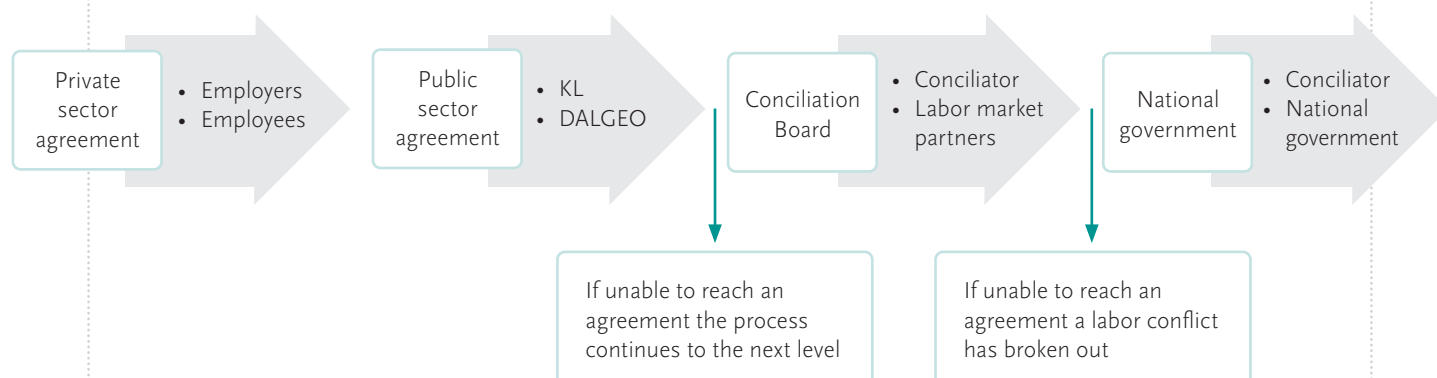 Private
sector
agreement
• Employers
• Employees
Public
sector
agreement
• KL
• DALGEO
Conciliation
Board
• Conciliator
• Labor market
partners
National
government
• Conciliator
• National
government
If unable to reach an
agreement the process
continues to the next level
If unable to reach an
agreement a labor conflict
has broken out